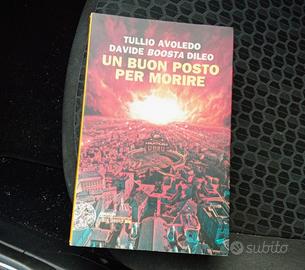 TULLIO AVOLEDO
DAVIDE BOOSTA DILEO
UN BUON POSTO
PER MORIRE
subito